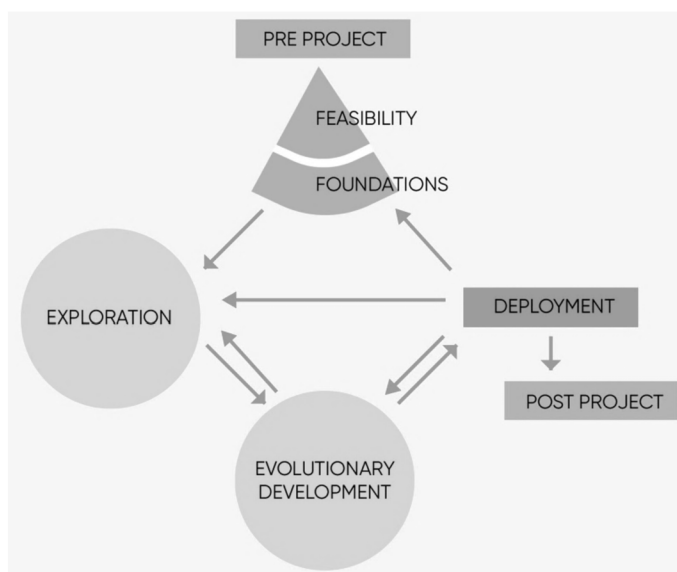 PRE PROJECT
FEASIBILITY
FOUNDATIONS
EXPLORATION
DEPLOYMENT
POST PROJECT
EVOLUTIONARY
DEVELOPMENT